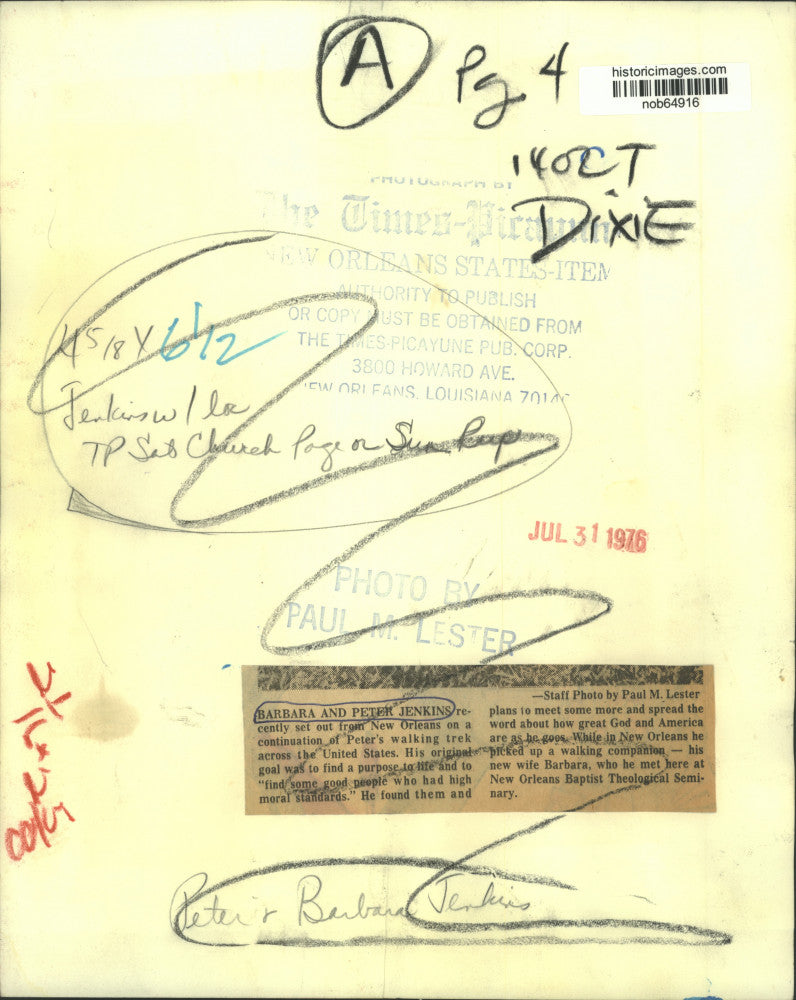 A
Pg. 4
historicimages.com
nob64916
14 OCT
DIXIE
PHOTOGRAPH BY
The Times-Picayune
NEW ORLEANS STATES-ITEM
AUTHORITY TO PUBLISH
OR COPY MUST BE OBTAINED FROM
THE TIMES-PICAYUNE PUB. CORP.
3800 HOWARD AVE.
NEW ORLEANS, LOUISIANA 70140
45/8 Y 6 1/2
Jenkins w/
TP Sat Church Page or Sun
JUL 31 1976
PHOTO BY
PAUL M. LESTER
BARBARA AND PETER JENKINS re-
cently set out from New Orleans on a
continuation of Peter's walking trek
across the United States. His original
goal was to find a purpose to life and to
"find some good people who had high
moral standards." He found them and
—Staff Photo by Paul M. Lester
plans to meet some more and spread the
word about how great God and America
are as he goes. While in New Orleans he
picked up a walking companion — his
new wife Barbara, who he met here at
New Orleans Baptist Theological Semi-
nary.
Peter & Barbara Jenkins